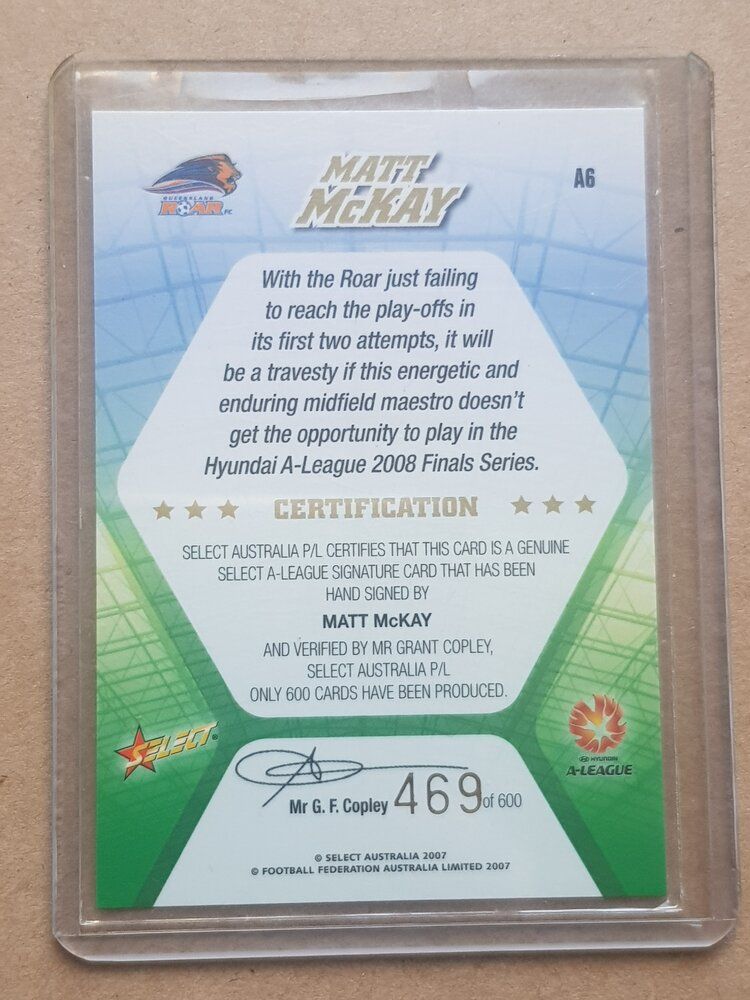 QUEENSLAND
ROAR FC
MATT
McKAY
A6
With the Roar just failing
to reach the play-offs in
its first two attempts, it will
be a travesty if this energetic and
enduring midfield maestro doesn't
get the opportunity to play in the
Hyundai A-League 2008 Finals Series.
CERTIFICATION
SELECT AUSTRALIA P/L CERTIFIES THAT THIS CARD IS A GENUINE
SELECT A-LEAGUE SIGNATURE CARD THAT HAS BEEN
HAND SIGNED BY
MATT McKAY
AND VERIFIED BY MR GRANT COPLEY,
SELECT AUSTRALIA P/L
ONLY 600 CARDS HAVE BEEN PRODUCED.
SELECT®
HYUNDAI
A-LEAGUE
Mr G. F. Copley 469 of 600
© SELECT AUSTRALIA 2007
© FOOTBALL FEDERATION AUSTRALIA LIMITED 2007